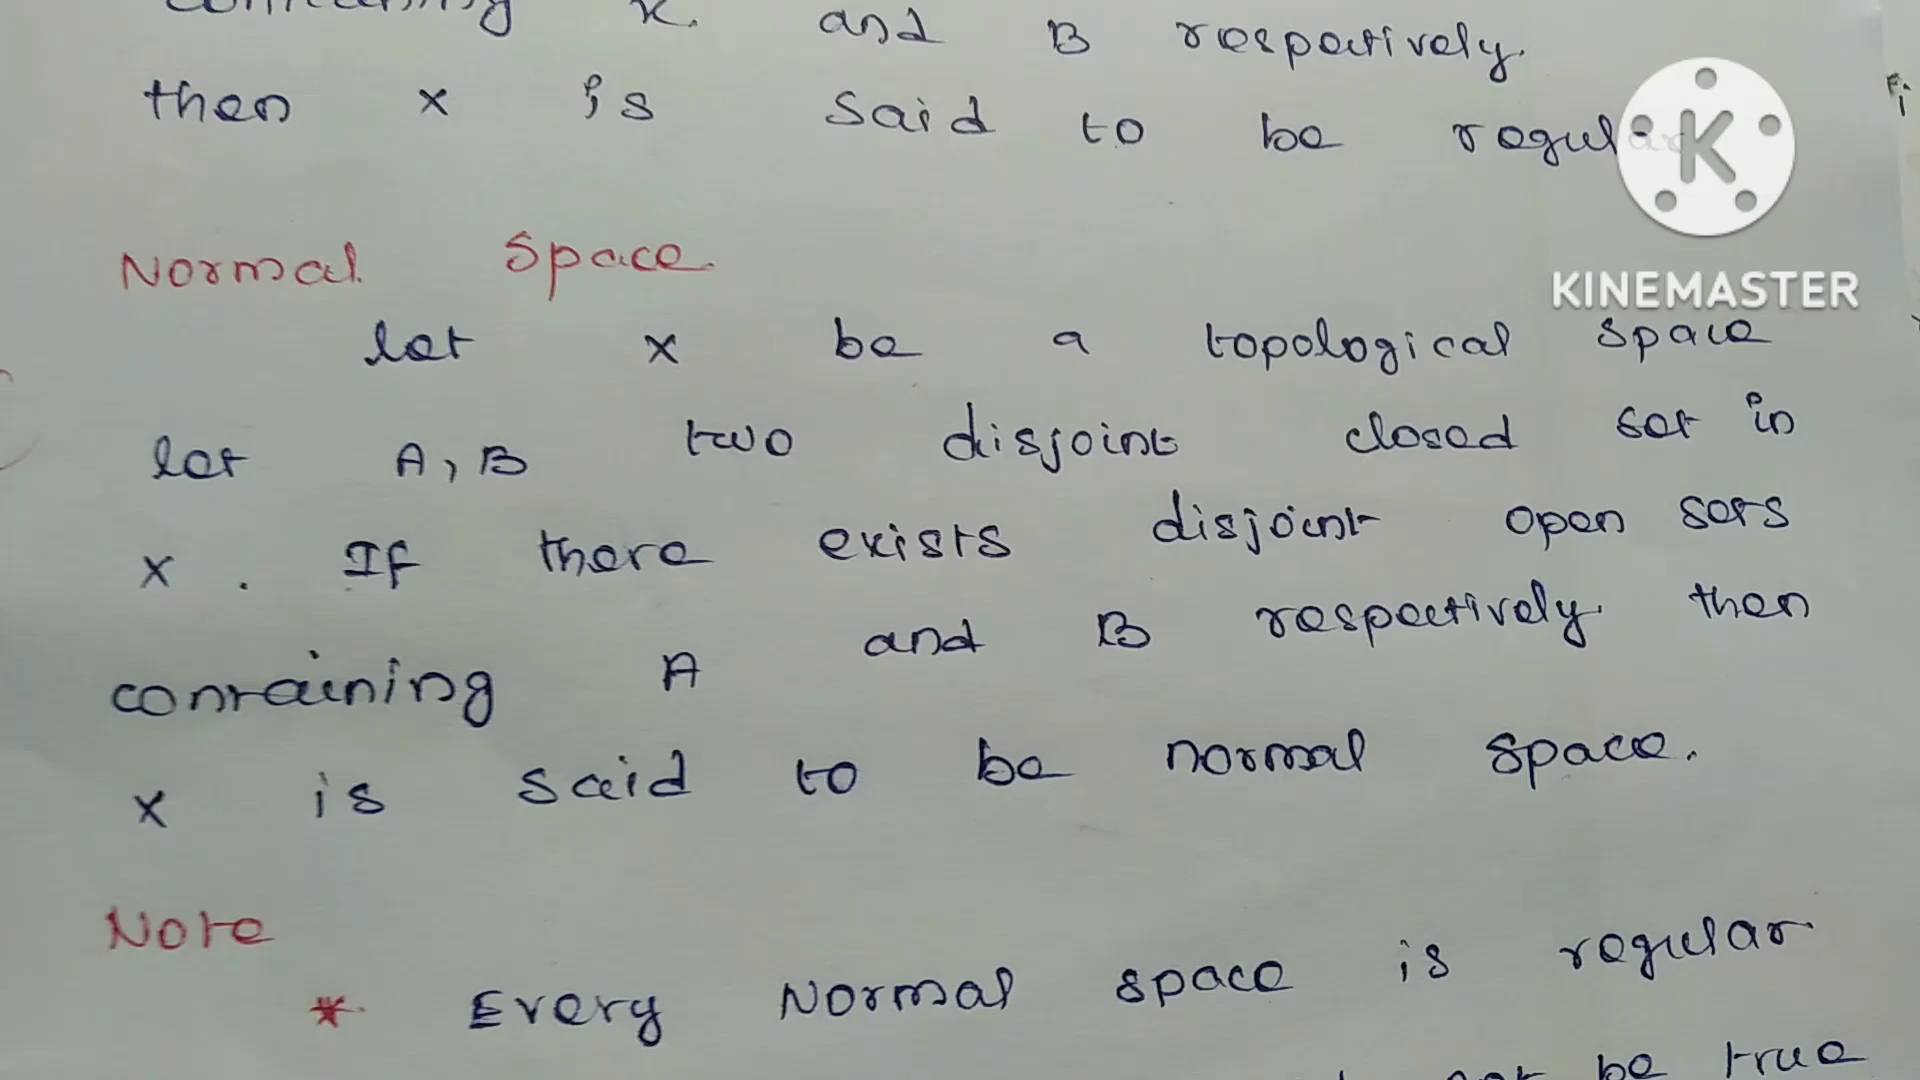 containing x. and B respectively.
then x is said to be regular
KINEMASTER
Normal Space.
let x be a topological space
let A, B two disjoint closed set in
x . If there exists disjoint open sets
containing A and B respectively. then
x is said to be normal space.
Note
* Every Normal space is regular
be true